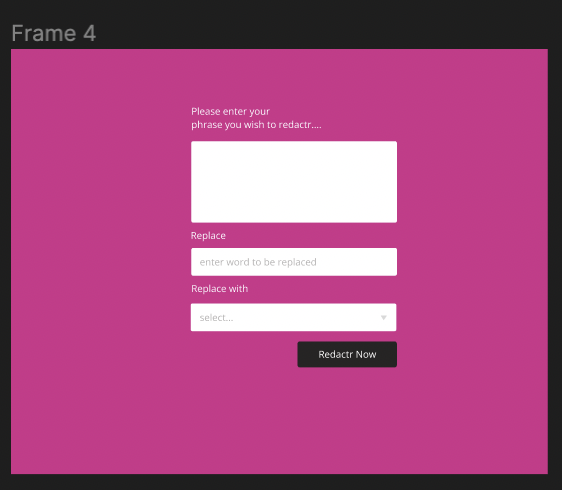 Frame 4
Please enter your
phrase you wish to redactr....
Replace
enter word to be replaced
Replace with
select...
Redactr Now